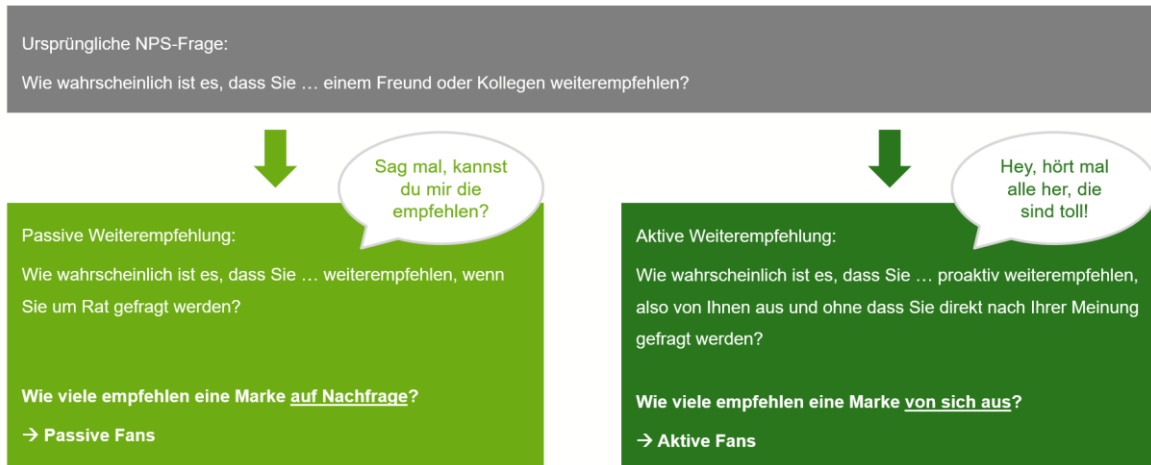 Ursprüngliche NPS-Frage:
Wie wahrscheinlich ist es, dass Sie … einem Freund oder Kollegen weiterempfehlen?
Sag mal, kannst
du mir die
empfehlen?
Passive Weiterempfehlung:
Wie wahrscheinlich ist es, dass Sie … weiterempfehlen, wenn
Sie um Rat gefragt werden?
Wie viele empfehlen eine Marke auf Nachfrage?
→ Passive Fans
Hey, hört mal
alle her, die
sind toll!
Aktive Weiterempfehlung:
Wie wahrscheinlich ist es, dass Sie … proaktiv weiterempfehlen,
also von Ihnen aus und ohne dass Sie direkt nach Ihrer Meinung
gefragt werden?
Wie viele empfehlen eine Marke von sich aus?
→ Aktive Fans